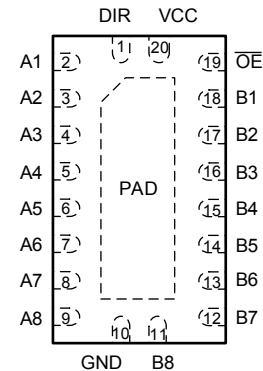 DIR VCC
1 20
A1 2 19 OE
A2 3 18 B1
A3 4 17 B2
A4 5 16 B3
PAD
A5 6 15 B4
A6 7 14 B5
A7 8 13 B6
A8 9 12 B7
10 11
GND B8